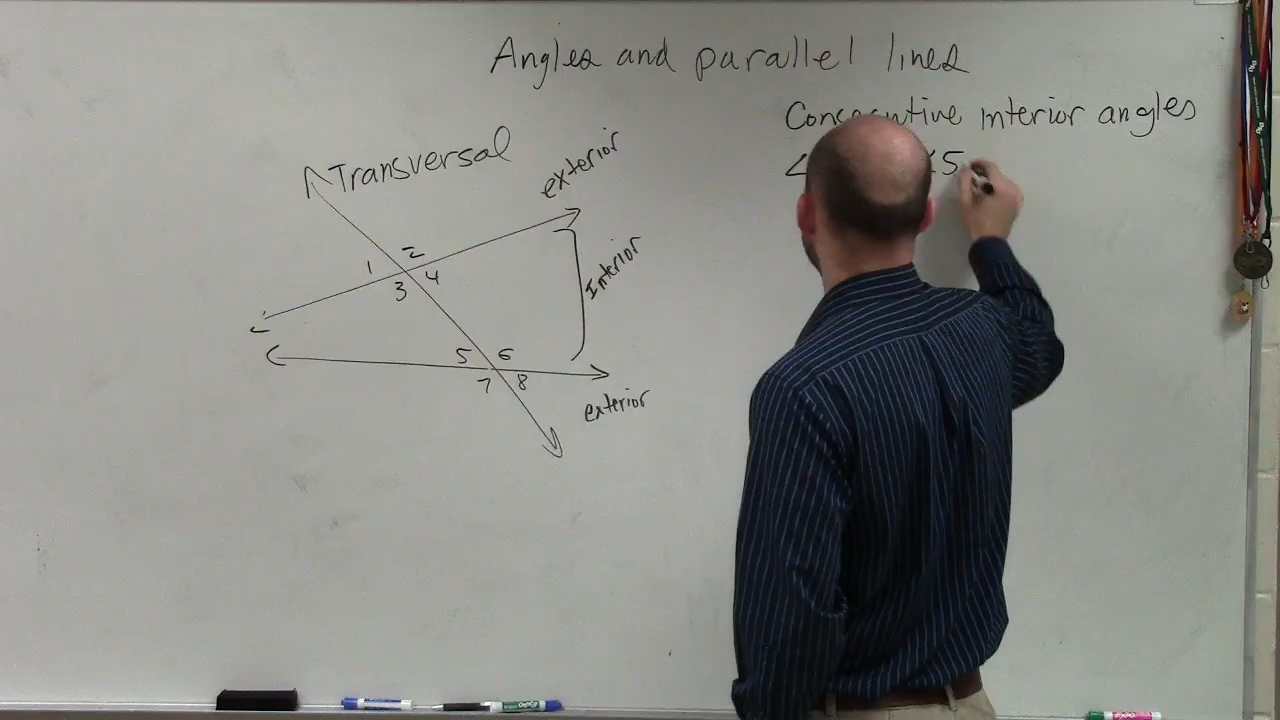 Angles and parallel lines
Consecutive interior angles
∠ ∠5
Transversal
exterior
Interior
1 2
3 4
5 6
7 8
exterior